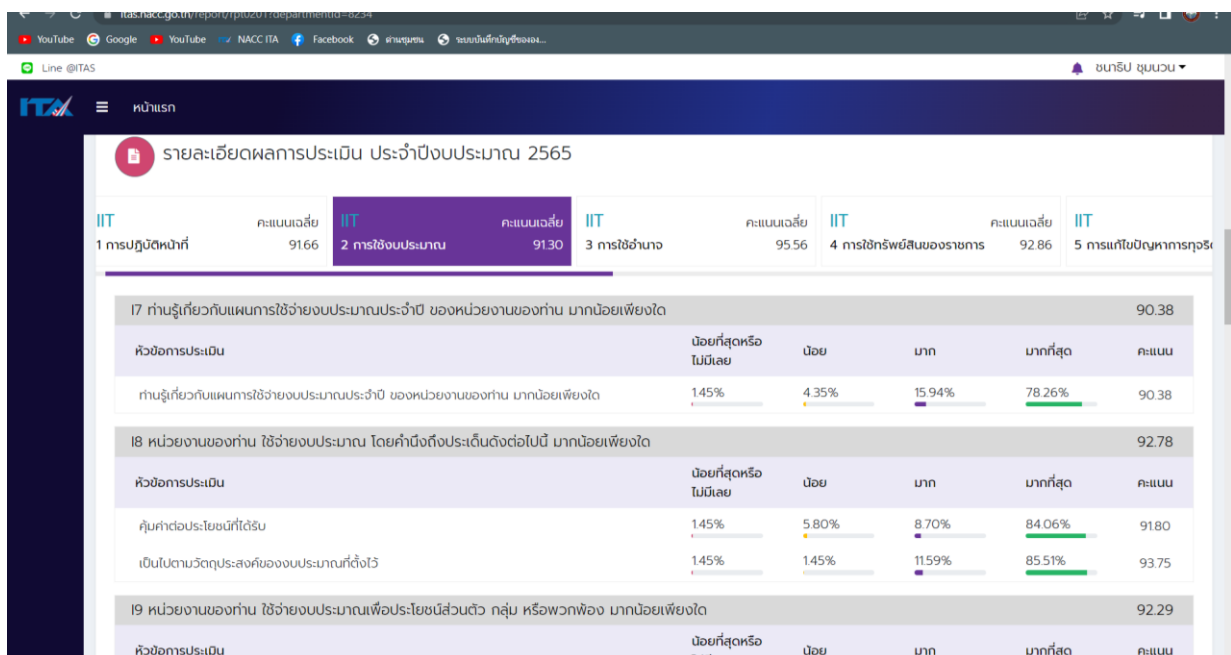 itas.nacc.go.th/report/rpt0201?departmentid=8234
YouTube Google YouTube NACC ITA Facebook สานชุมชน ระบบบันทึกบัญชีขององ...
Line @ITAS ชนาธิป ชุมนวน
ITA หน้าแรก
รายละเอียดผลการประเมิน ประจำปีงบประมาณ 2565
IIT คะแนนเฉลี่ย IIT คะแนนเฉลี่ย IIT คะแนนเฉลี่ย IIT คะแนนเฉลี่ย IIT
1 การปฏิบัติหน้าที่ 91.66 2 การใช้งบประมาณ 91.30 3 การใช้อำนาจ 95.56 4 การใช้ทรัพย์สินของราชการ 92.86 5 การแก้ไขปัญหาการทุจริ
I7 ท่านรู้เกี่ยวกับแผนการใช้จ่ายงบประมาณประจำปี ของหน่วยงานของท่าน มากน้อยเพียงใด 90.38
หัวข้อการประเมิน น้อยที่สุดหรือ น้อย มาก มากที่สุด คะแนน
ไม่มีเลย
ท่านรู้เกี่ยวกับแผนการใช้จ่ายงบประมาณประจำปี ของหน่วยงานของท่าน มากน้อยเพียงใด 1.45% 4.35% 15.94% 78.26% 90.38
I8 หน่วยงานของท่าน ใช้จ่ายงบประมาณ โดยคำนึงถึงประเด็นดังต่อไปนี้ มากน้อยเพียงใด 92.78
หัวข้อการประเมิน น้อยที่สุดหรือ น้อย มาก มากที่สุด คะแนน
ไม่มีเลย
คุ้มค่าต่อประโยชน์ที่ได้รับ 1.45% 5.80% 8.70% 84.06% 91.80
เป็นไปตามวัตถุประสงค์ของงบประมาณที่ตั้งไว้ 1.45% 1.45% 11.59% 85.51% 93.75
I9 หน่วยงานของท่าน ใช้จ่ายงบประมาณเพื่อประโยชน์ส่วนตัว กลุ่ม หรือพวกพ้อง มากน้อยเพียงใด 92.29
หัวข้อการประเมิน น้อยที่สุดหรือ น้อย มาก มากที่สุด คะแนน